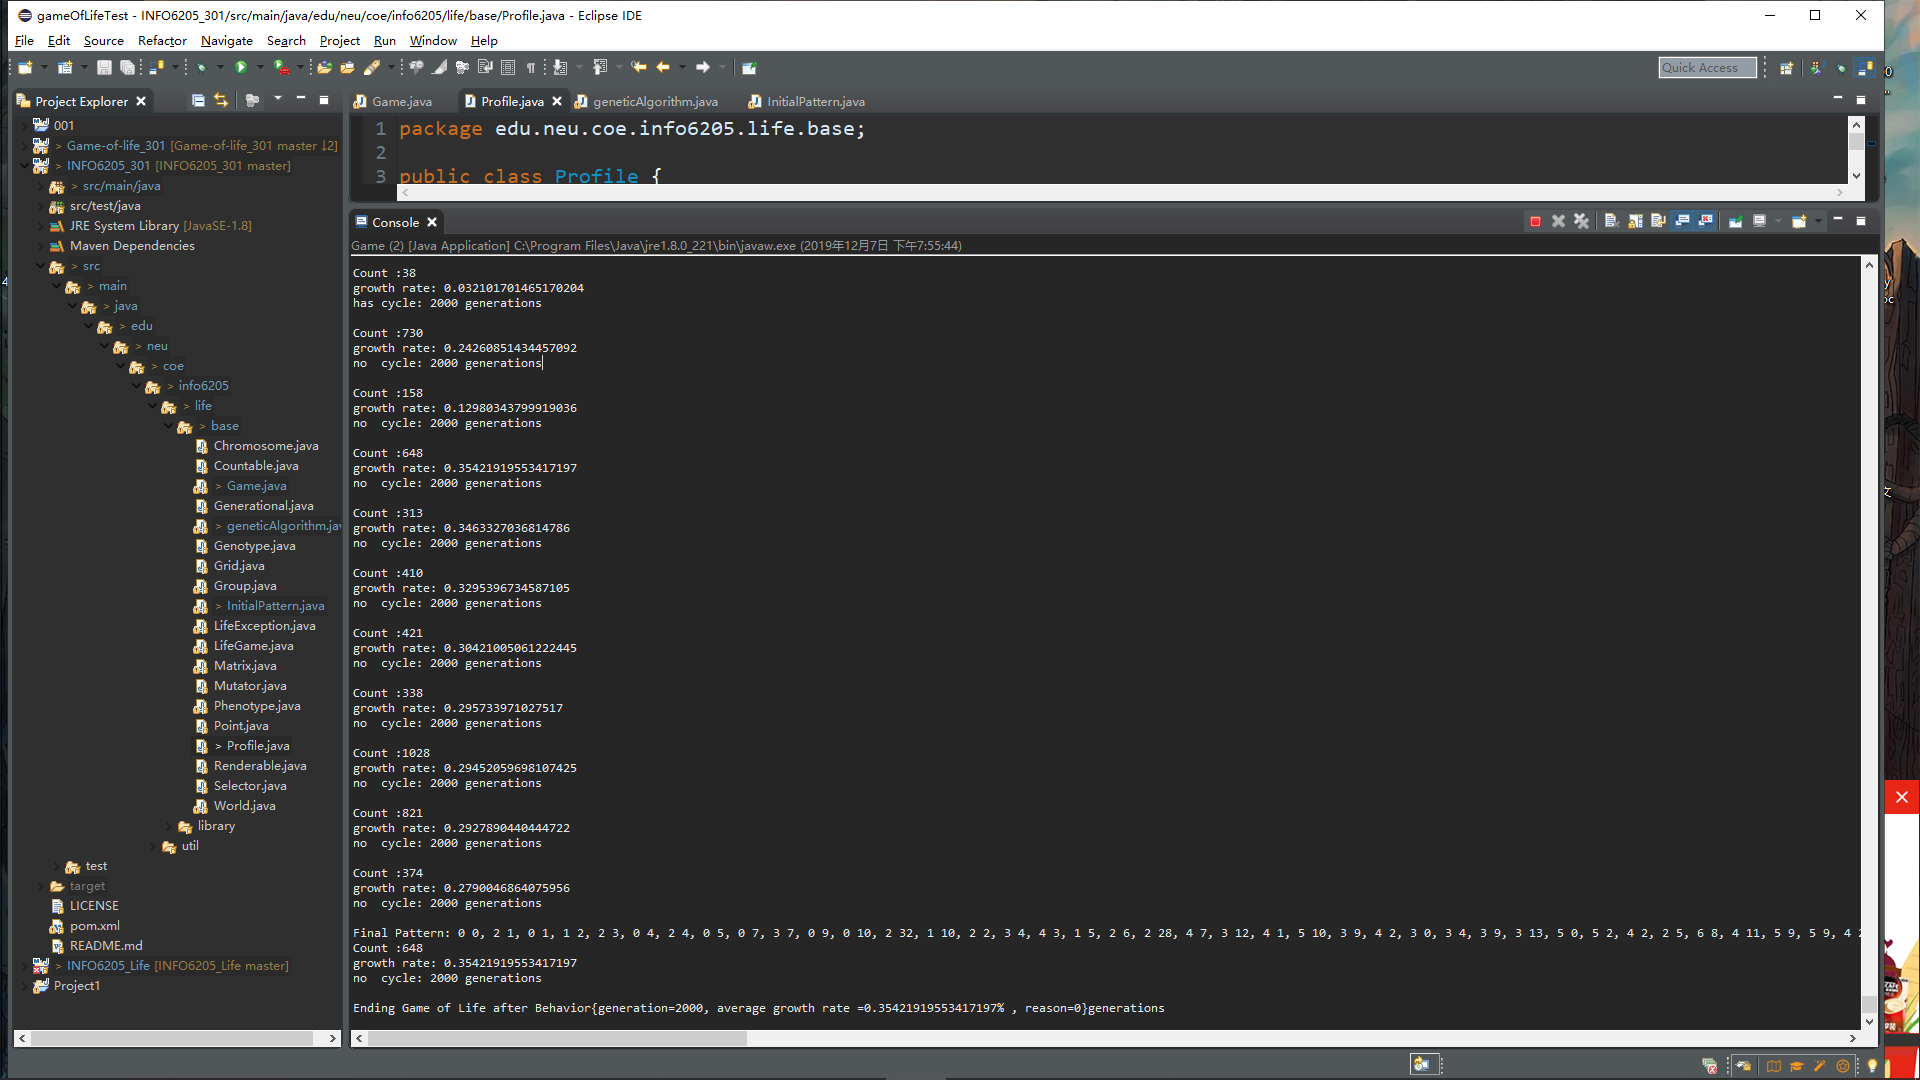 gameOfLifeTest - INFO6205_301/src/main/java/edu/neu/coe/info6205/life/base/Profile.java - Eclipse IDE
File Edit Source Refactor Navigate Search Project Run Window Help
Quick Access
Project Explorer
001
> Game-of-life_301 [Game-of-life_301 master ↓2]
> INFO6205_301 [INFO6205_301 master]
> src/main/java
src/test/java
JRE System Library [JavaSE-1.8]
Maven Dependencies
> src
> main
> java
> edu
> neu
> coe
> info6205
> life
> base
Chromosome.java
Countable.java
> Game.java
Generational.java
> geneticAlgorithm.jav
Genotype.java
Grid.java
Group.java
> InitialPattern.java
LifeException.java
LifeGame.java
Matrix.java
Mutator.java
Phenotype.java
Point.java
> Profile.java
Renderable.java
Selector.java
World.java
library
util
test
target
LICENSE
pom.xml
README.md
> INFO6205_Life [INFO6205_Life master]
Project1
Game.java Profile.java geneticAlgorithm.java InitialPattern.java
1 package edu.neu.coe.info6205.life.base;
2
3 public class Profile {
Console
Game (2) [Java Application] C:\Program Files\Java\jre1.8.0_221\bin\javaw.exe (2019年12月7日 下午7:55:44)
Count :38
growth rate: 0.032101701465170204
has cycle: 2000 generations
Count :730
growth rate: 0.24260851434457092
no  cycle: 2000 generations
Count :158
growth rate: 0.12980343799919036
no  cycle: 2000 generations
Count :648
growth rate: 0.35421919553417197
no  cycle: 2000 generations
Count :313
growth rate: 0.3463327036814786
no  cycle: 2000 generations
Count :410
growth rate: 0.3295396734587105
no  cycle: 2000 generations
Count :421
growth rate: 0.30421005061222445
no  cycle: 2000 generations
Count :338
growth rate: 0.295733971027517
no  cycle: 2000 generations
Count :1028
growth rate: 0.29452059698107425
no  cycle: 2000 generations
Count :821
growth rate: 0.2927890440444722
no  cycle: 2000 generations
Count :374
growth rate: 0.2790046864075956
no  cycle: 2000 generations
Final Pattern: 0 0, 2 1, 0 1, 1 2, 2 3, 0 4, 2 4, 0 5, 0 7, 3 7, 0 9, 0 10, 2 32, 1 10, 2 2, 3 4, 4 3, 1 5, 2 6, 2 28, 4 7, 3 12, 4 1, 5 10, 3 9, 4 2, 3 0, 3 4, 3 9, 3 13, 5 0, 5 2, 4 2, 2 5, 6 8, 4 11, 5 9, 5 9, 4 2
Count :648
growth rate: 0.35421919553417197
no  cycle: 2000 generations
Ending Game of Life after Behavior{generation=2000, average growth rate =0.35421919553417197% , reason=0}generations